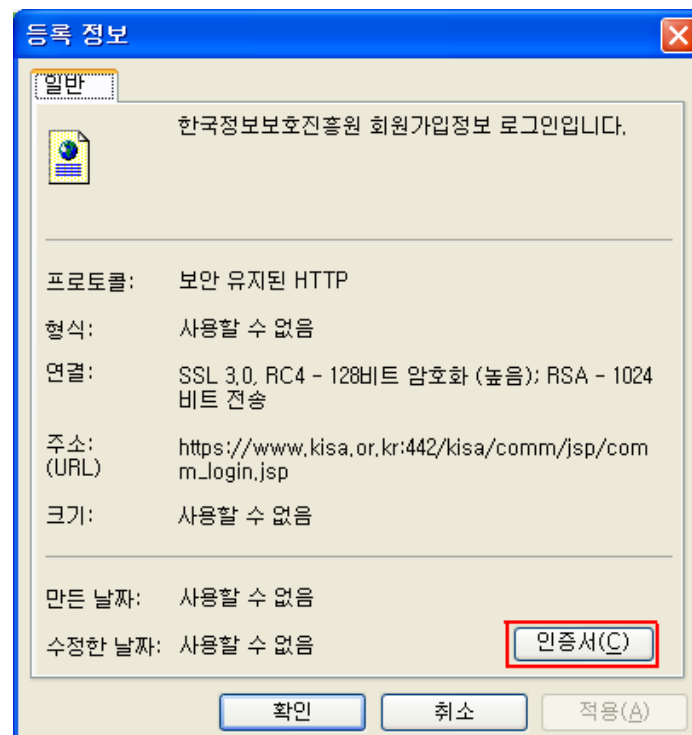 등록 정보
일반
한국정보보호진흥원 회원가입정보 로그인입니다.
프로토콜: 보안 유지된 HTTP
형식: 사용할 수 없음
연결: SSL 3.0, RC4 - 128비트 암호화 (높음); RSA - 1024
비트 전송
주소: https://www.kisa.or.kr:442/kisa/comm/jsp/com
(URL) m_login.jsp
크기: 사용할 수 없음
만든 날짜: 사용할 수 없음
수정한 날짜: 사용할 수 없음 인증서(C)
확인 취소 적용(A)